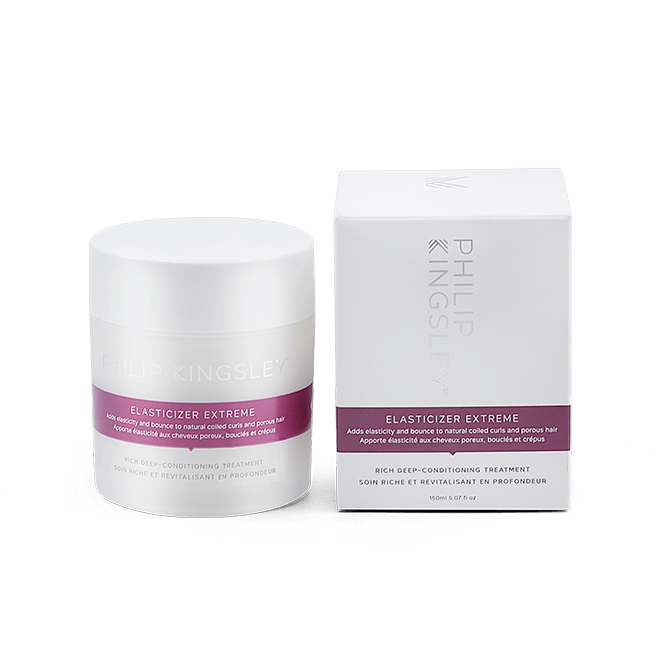 PHILIP KINGSLEY™
ELASTICIZER EXTREME
Adds elasticity and bounce to natural coiled curls and porous hair
Apporte élasticité aux cheveux poreux, bouclés et crépus
RICH DEEP-CONDITIONING TREATMENT
SOIN RICHE ET REVITALISANT EN PROFONDEUR
PHILIP
KINGSLEY™
ELASTICIZER EXTREME
Adds elasticity and bounce to natural coiled curls and porous hair
Apporte élasticité aux cheveux poreux, bouclés et crépus
RICH DEEP-CONDITIONING TREATMENT
SOIN RICHE ET REVITALISANT EN PROFONDEUR
150ml 5.07 fl oz